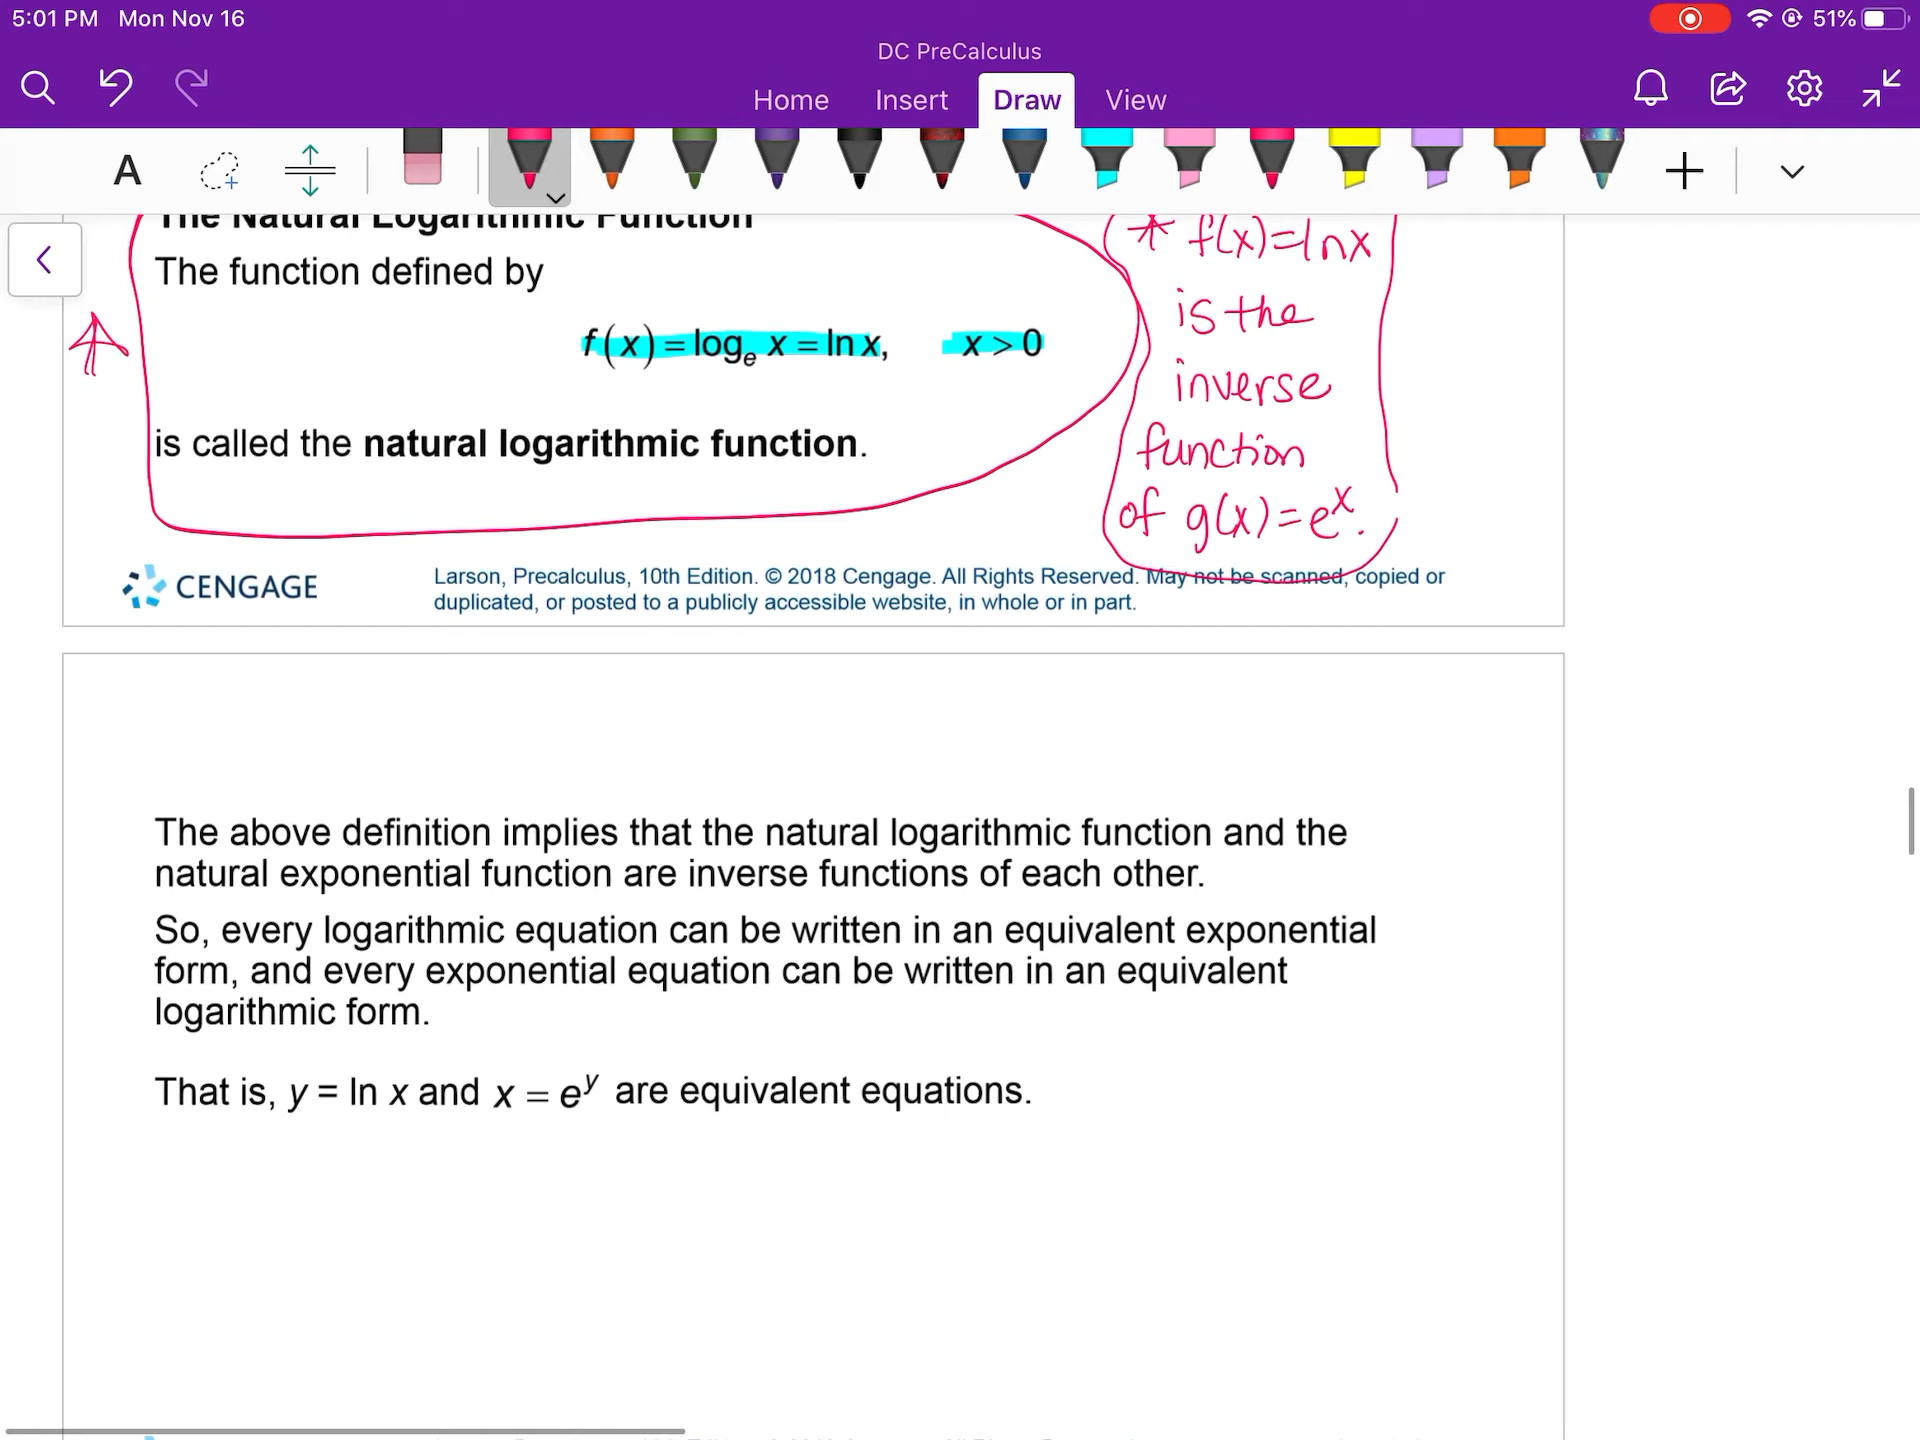 5:01 PM Mon Nov 16
51%
DC PreCalculus
Home Insert Draw View
A
The Natural Logarithmic Function
The function defined by
f(x) = logₑ x = ln x, x > 0
is called the natural logarithmic function.
* f(x)=lnx
is the
inverse
function
of g(x)=eˣ.
CENGAGE
Larson, Precalculus, 10th Edition. © 2018 Cengage. All Rights Reserved. May not be scanned, copied or
duplicated, or posted to a publicly accessible website, in whole or in part.
The above definition implies that the natural logarithmic function and the
natural exponential function are inverse functions of each other.
So, every logarithmic equation can be written in an equivalent exponential
form, and every exponential equation can be written in an equivalent
logarithmic form.
That is, y = ln x and x = eʸ are equivalent equations.